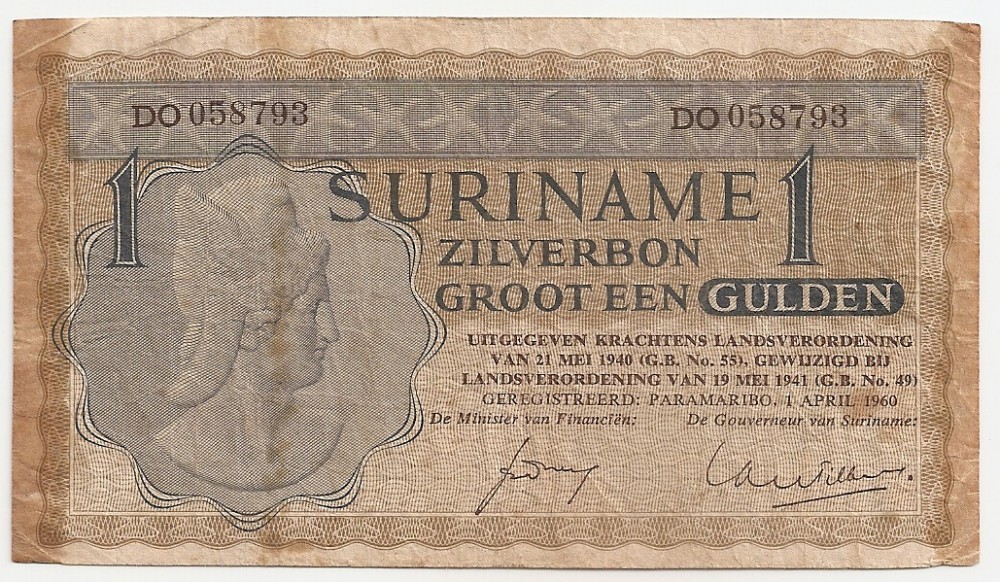 DO 058793 DO 058793
1 SURINAME 1
ZILVERBON
GROOT EEN GULDEN
UITGEGEVEN KRACHTENS LANDSVERORDENING
VAN 21 MEI 1940 (G.B. No. 55), GEWIJZIGD BIJ
LANDSVERORDENING VAN 19 MEI 1941 (G.B. No. 49)
GEREGISTREERD: PARAMARIBO, 1 APRIL 1960
De Minister van Financiën: De Gouverneur van Suriname: